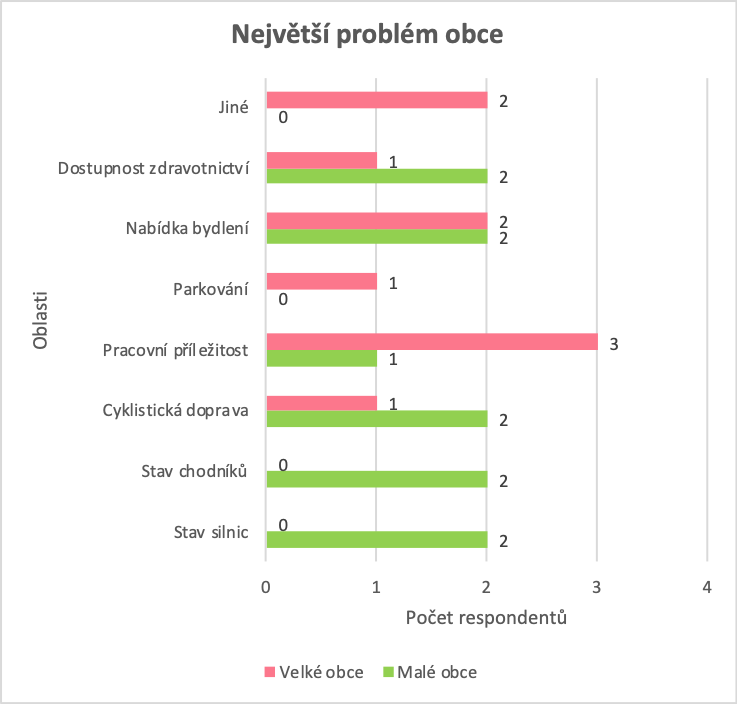 Největší problém obce
Jiné
2
0
Dostupnost zdravotnictví
1
2
Nabídka bydlení
2
2
Parkování
1
0
Pracovní příležitost
3
1
Cyklistická doprava
1
2
Stav chodníků
0
2
Stav silnic
0
2
Oblasti
0 1 2 3 4
Počet respondentů
Velké obce Malé obce